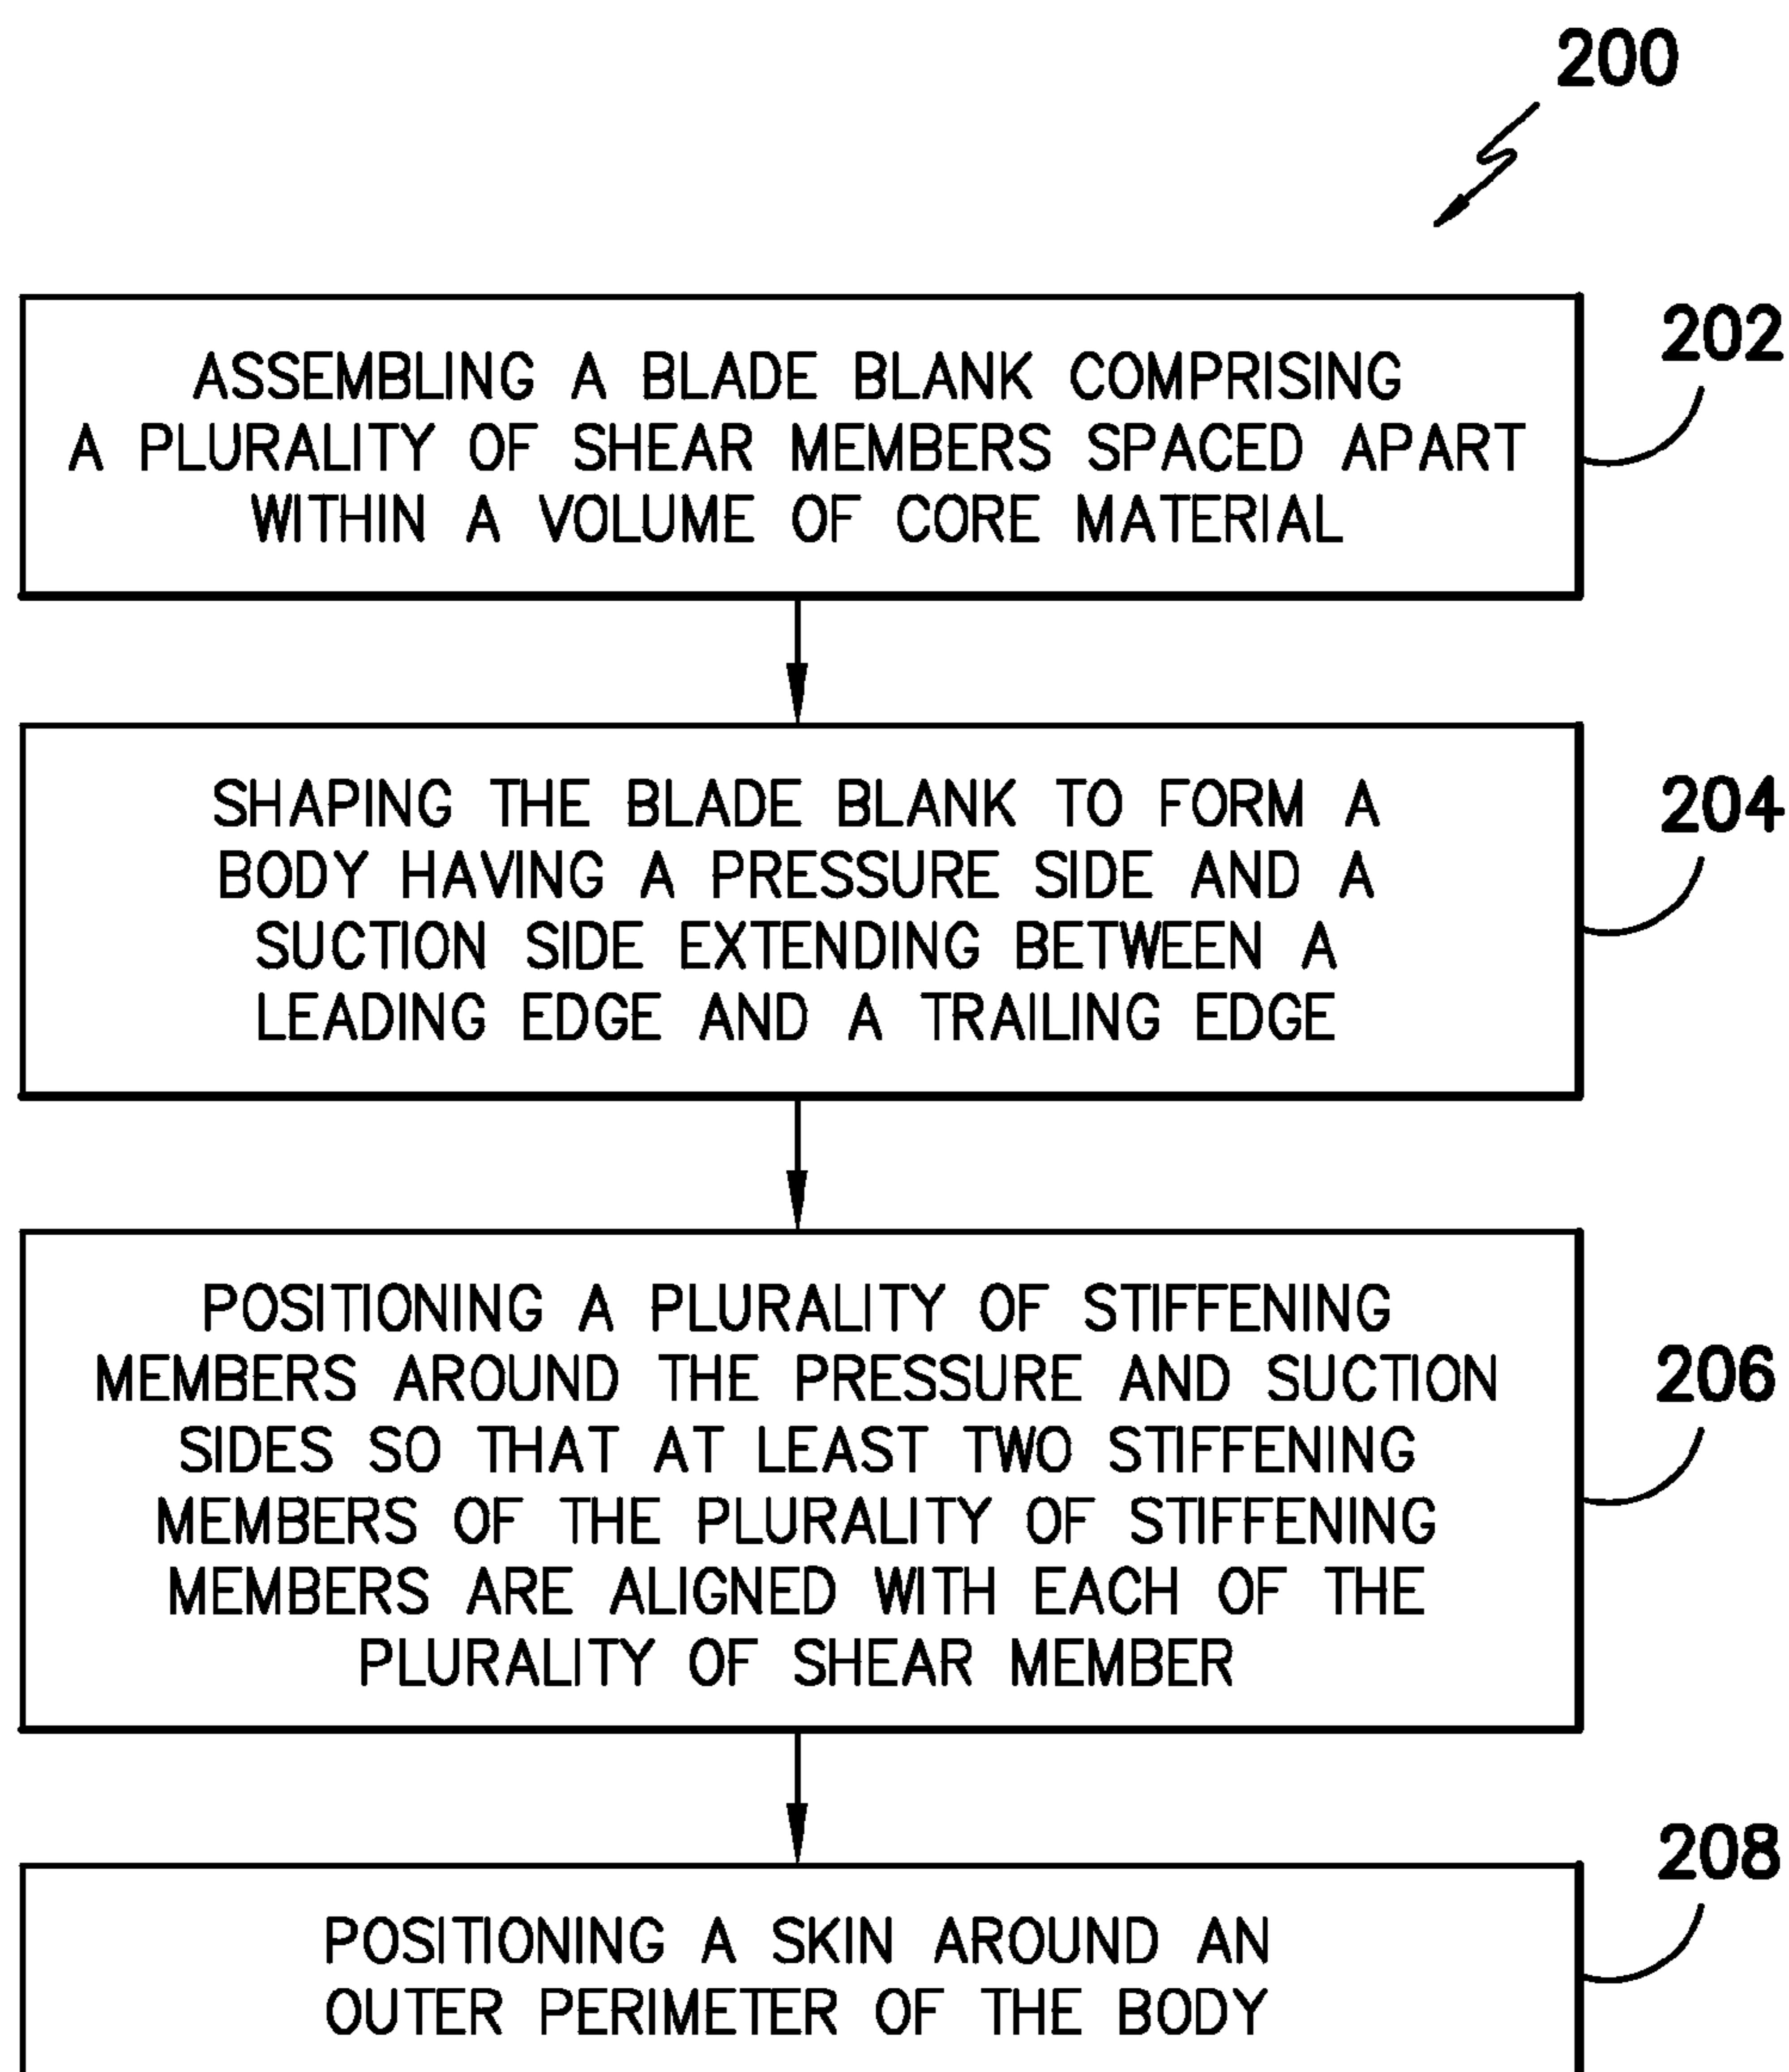 200
202
ASSEMBLING A BLADE BLANK COMPRISING
A PLURALITY OF SHEAR MEMBERS SPACED APART
WITHIN A VOLUME OF CORE MATERIAL
204
SHAPING THE BLADE BLANK TO FORM A
BODY HAVING A PRESSURE SIDE AND A
SUCTION SIDE EXTENDING BETWEEN A
LEADING EDGE AND A TRAILING EDGE
206
POSITIONING A PLURALITY OF STIFFENING
MEMBERS AROUND THE PRESSURE AND SUCTION
SIDES SO THAT AT LEAST TWO STIFFENING
MEMBERS OF THE PLURALITY OF STIFFENING
MEMBERS ARE ALIGNED WITH EACH OF THE
PLURALITY OF SHEAR MEMBER
208
POSITIONING A SKIN AROUND AN
OUTER PERIMETER OF THE BODY